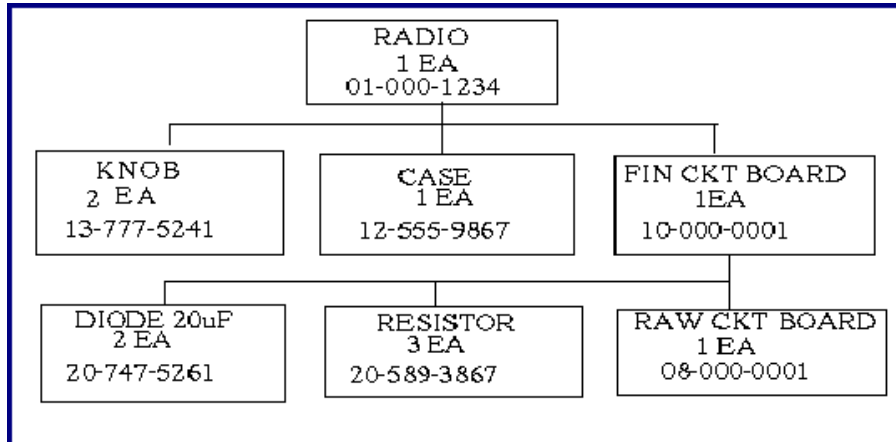 RADIO
1 EA
01-000-1234
KNOB
2 EA
13-777-5241
CASE
1 EA
12-555-9867
FIN CKT BOARD
1EA
10-000-0001
DIODE 20uF
2 EA
20-747-5261
RESISTOR
3 EA
20-589-3867
RAW CKT BOARD
1 EA
08-000-0001